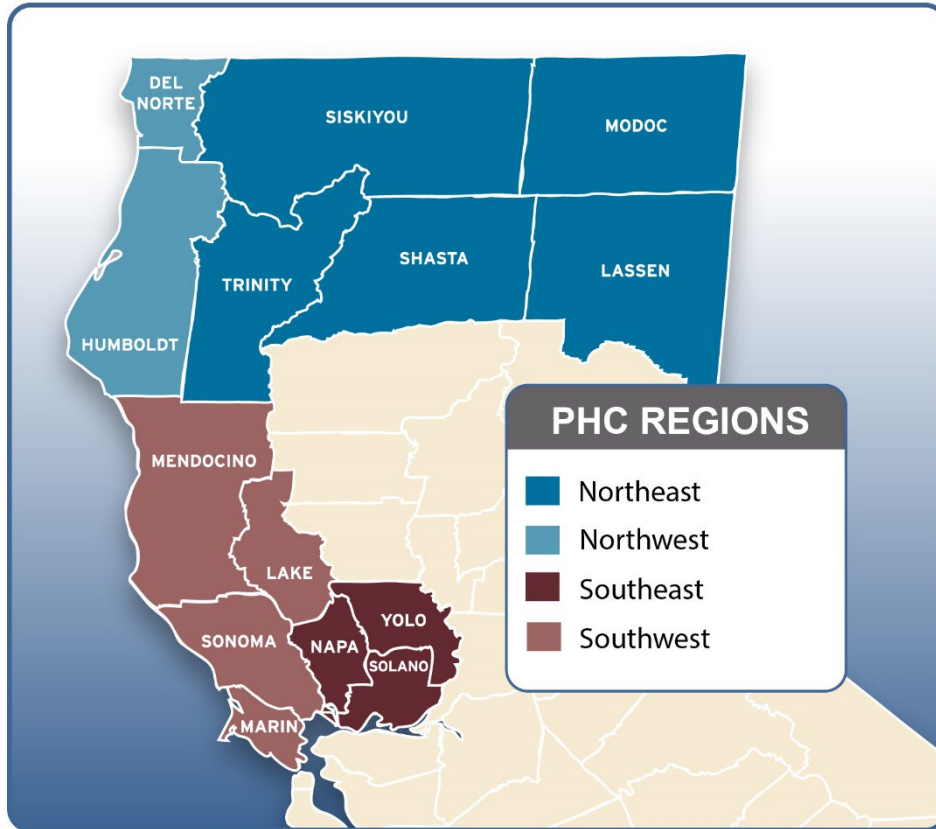 DEL
NORTE
SISKIYOU
MODOC
TRINITY
SHASTA
LASSEN
HUMBOLDT
MENDOCINO
LAKE
SONOMA
NAPA
YOLO
SOLANO
MARIN
PHC REGIONS
Northeast
Northwest
Southeast
Southwest